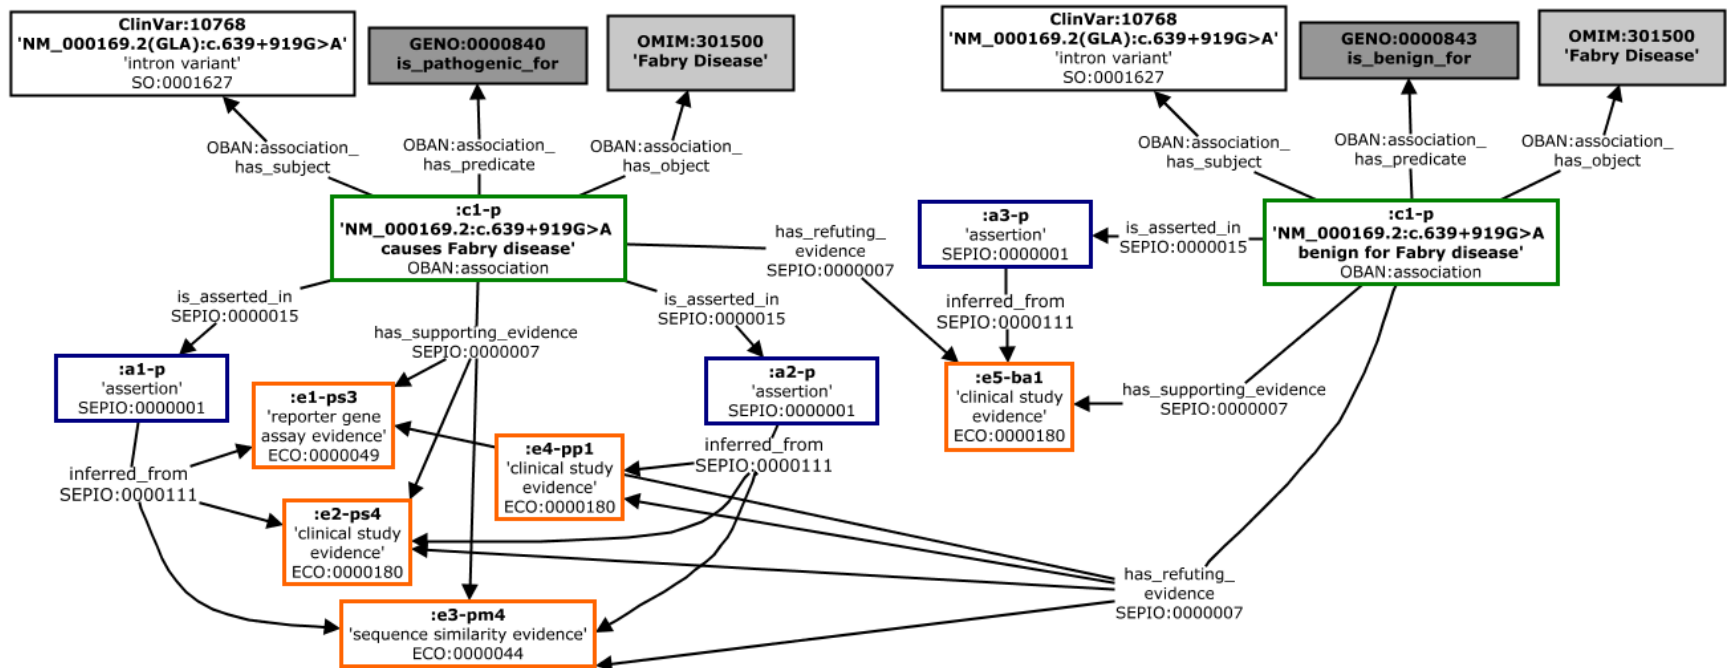 ClinVar:10768
'NM_000169.2(GLA):c.639+919G>A'
'intron variant'
SO:0001627
GENO:0000840
is_pathogenic_for
OMIM:301500
'Fabry Disease'
ClinVar:10768
'NM_000169.2(GLA):c.639+919G>A'
'intron variant'
SO:0001627
GENO:0000843
is_benign_for
OMIM:301500
'Fabry Disease'
OBAN:association_
has_subject
OBAN:association_
has_predicate
OBAN:association_
has_object
OBAN:association_
has_subject
OBAN:association_
has_predicate
OBAN:association_
has_object
:c1-p
'NM_000169.2:c.639+919G>A
causes Fabry disease'
OBAN:association
has_refuting_
evidence
SEPIO:0000007
:a3-p
'assertion'
SEPIO:0000001
is_asserted_in
SEPIO:0000015
:c1-p
'NM_000169.2:c.639+919G>A
benign for Fabry disease'
OBAN:association
is_asserted_in
SEPIO:0000015
has_supporting_evidence
SEPIO:0000007
is_asserted_in
SEPIO:0000015
inferred_from
SEPIO:0000111
:a1-p
'assertion'
SEPIO:0000001
:e1-ps3
'reporter gene
assay evidence'
ECO:0000049
:a2-p
'assertion'
SEPIO:0000001
:e5-ba1
'clinical study
evidence'
ECO:0000180
has_supporting_evidence
SEPIO:0000007
inferred_from
SEPIO:0000111
:e4-pp1
'clinical study
evidence'
ECO:0000180
inferred_from
SEPIO:0000111
:e2-ps4
'clinical study
evidence'
ECO:0000180
has_refuting_
evidence
SEPIO:0000007
:e3-pm4
'sequence similarity evidence'
ECO:0000044